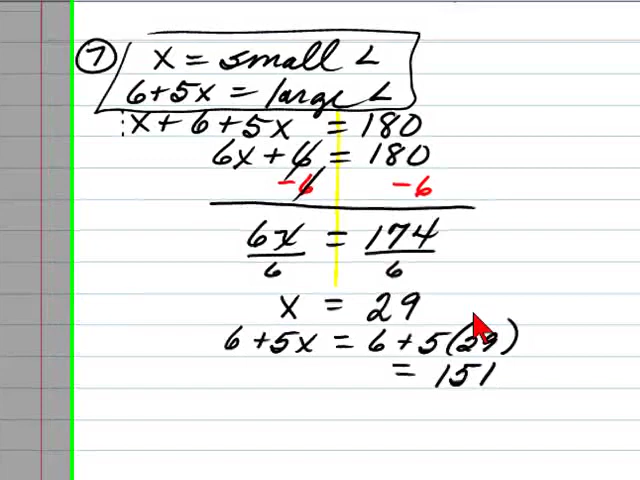 7 x = small ∠
6+5x = large ∠
x + 6 + 5x = 180
6x + 6 = 180
-6 -6
6x = 174
6 6
x = 29
6 + 5x = 6 + 5(29)
= 151